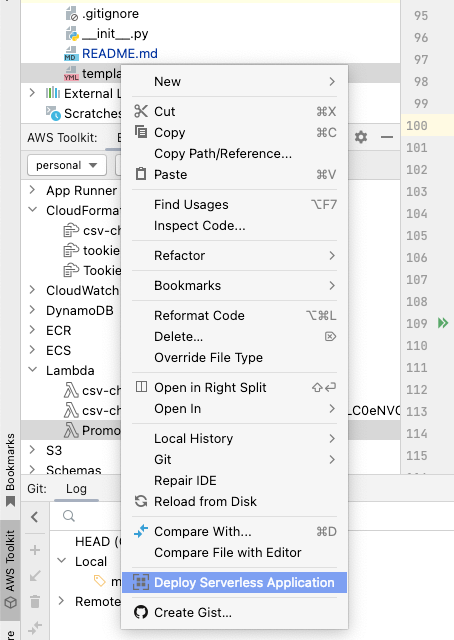 .gitignore
__init__.py
README.md
External L
Scratches
AWS Toolkit:
personal
App Runner
CloudFormat
csv-ch
tookie
Tookie
CloudWatch
DynamoDB
ECR
ECS
Lambda
csv-ch
csv-ch
LC0eNV0
Promo
S3
Schemas
Git:
Log
HEAD (
Local
m
Remote
Bookmarks
AWS Toolkit
New
Cut ⌘X
Copy ⌘C
Copy Path/Reference...
Paste ⌘V
Find Usages ⌥F7
Inspect Code...
Refactor
Bookmarks
Reformat Code ⌥⌘L
Delete... ⌦
Override File Type
Open in Right Split ⇧⏎
Open In
Local History
Git
Repair IDE
Reload from Disk
Compare With... ⌘D
Compare File with Editor
Deploy Serverless Application
Create Gist...
95
96
97
98
99
100
101
102
103
104
105
106
107
108
109
110
111
112
113
114
115
116